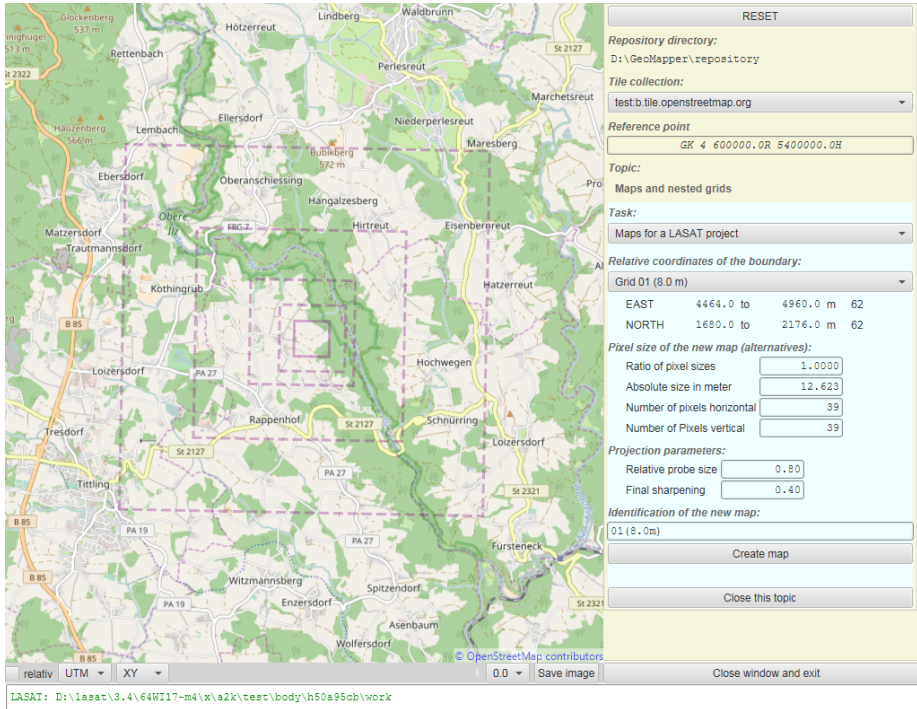 Glockenberg
537 m
Hötzerreut
Lindberg
Waldbrunn
513 m
Rettenbach
St 2127
St 2322
Perlesreut
Marchetsreut
Ellersdorf
Niederperlesreut
Hauzenberg
566 m
Lembach
Maresberg
Bubikberg
572 m
Ebersdorf
Oberanschiessing
Hangalzesberg
Obere
Ilz
FRG 7
Hirtreut
Eisenbernreut
Matzersdorf
Trautmannsdorf
Kothingrub
Hatzerreut
B 85
Loizersdorf
PA 27
Hochwegen
Rappenhof
St 2127
Schnürring
Tresdorf
Loizersdorf
St 2127
PA 27
Tittling
St 2321
B 85
PA 19
PA 27
Fürsteneck
B 85
Witzmannsberg
Spitzendorf
PA 19
Enzersdorf
St 2321
Asenbaum
Wolfersdorf
B 85
© OpenStreetMap contributors
relativ
UTM
XY
0.0
Save image
RESET
Repository directory:
D:\GeoMapper\repository
Tile collection:
test:b.tile.openstreetmap.org
Reference point
GK 4 600000.0R 5400000.0H
Topic:
Maps and nested grids
Task:
Maps for a LASAT project
Relative coordinates of the boundary:
Grid 01 (8.0 m)
EAST 4464.0 to 4960.0 m 62
NORTH 1680.0 to 2176.0 m 62
Pixel size of the new map (alternatives):
Ratio of pixel sizes 1.0000
Absolute size in meter 12.623
Number of pixels horizontal 39
Number of Pixels vertical 39
Projection parameters:
Relative probe size 0.80
Final sharpening 0.40
Identification of the new map:
01(8.0m)
Create map
Close this topic
Close window and exit
LASAT: D:\lasat\3.4\64WI17-m4\x\a2k\test\body\h50a95cb\work